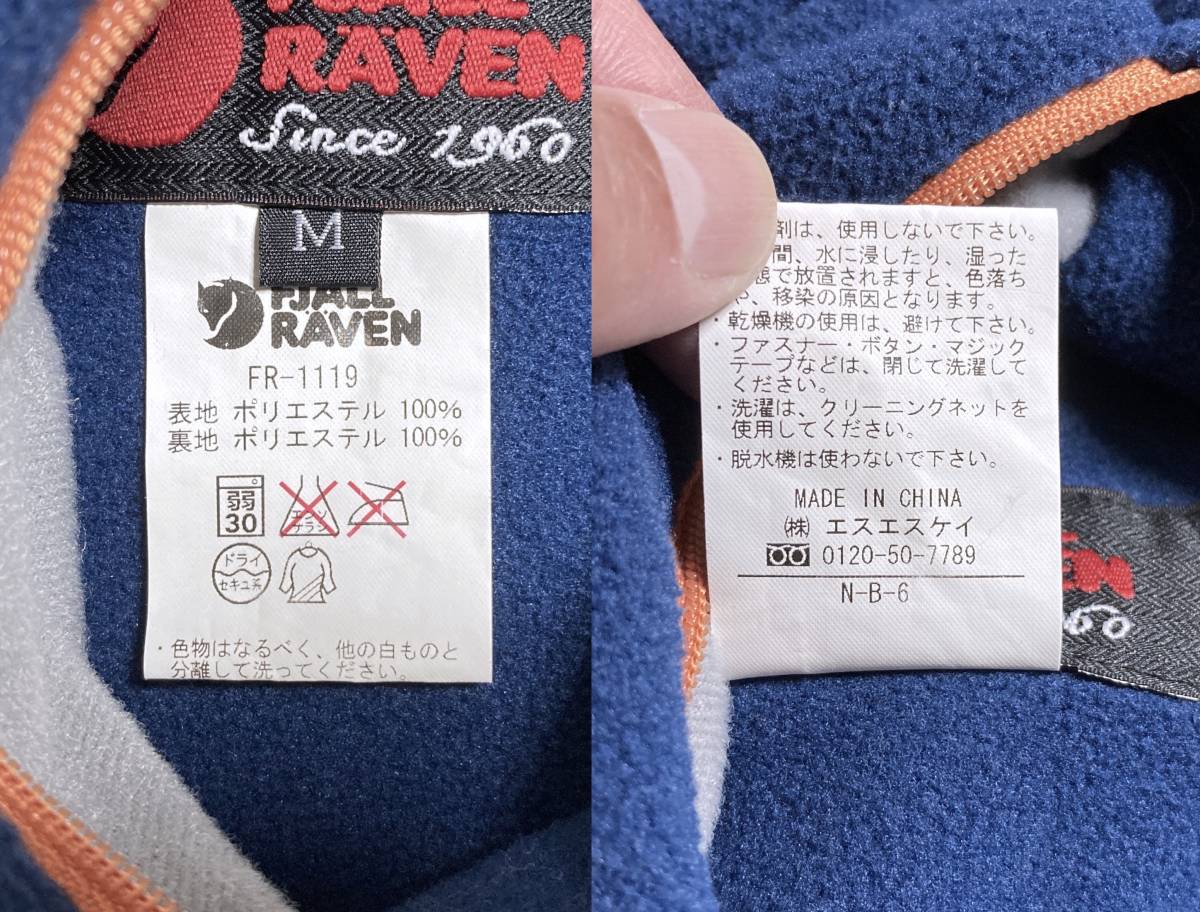 RÄVEN
Since 1960
M
FJÄLL
RÄVEN
FR-1119
表地 ポリエステル 100%
裏地 ポリエステル 100%
弱
30
エンソ
ドライ
セキユ系
・色物はなるべく、他の白ものと
分離して洗ってください。
剤は、使用しないで下さい。
間、水に浸したり、湿った
態で放置されますと、色落ち
や、移染の原因となります。
・乾燥機の使用は、避けて下さい。
・ファスナー・ボタン・マジック
テープなどは、閉じて洗濯して
ください。
・洗濯は、クリーニングネットを
使用してください。
・脱水機は使わないで下さい。
MADE IN CHINA
(株) エスエスケイ
0120-50-7789
N-B-6